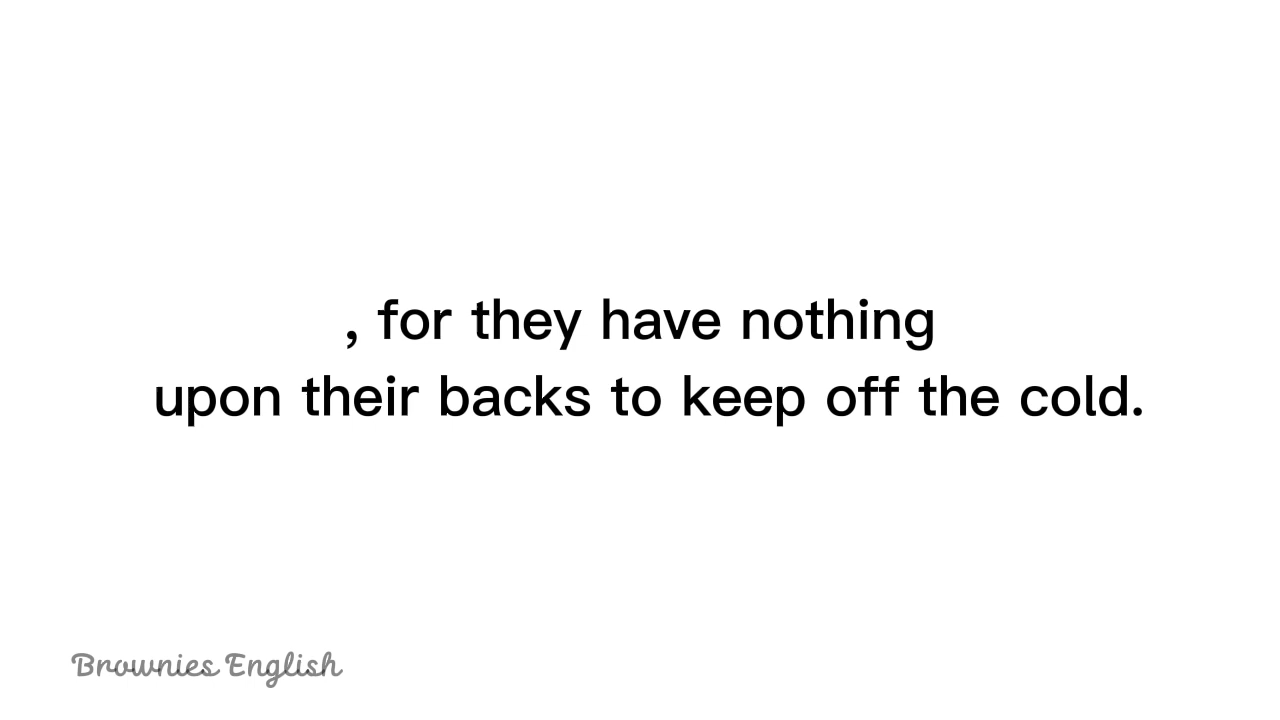 , for they have nothing
upon their backs to keep off the cold.
Brownies English